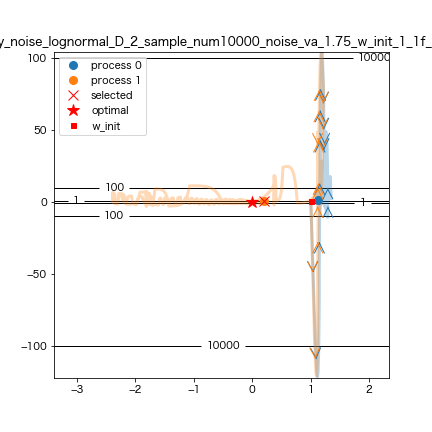 y_noise_lognormal_D_2_sample_num10000_noise_va_1.75_w_init_1_1f_
process 0
process 1
selected
optimal
w_init
10000
100
1
1
100
10000
100
50
0
−50
−100
−3
−2
−1
0
1
2